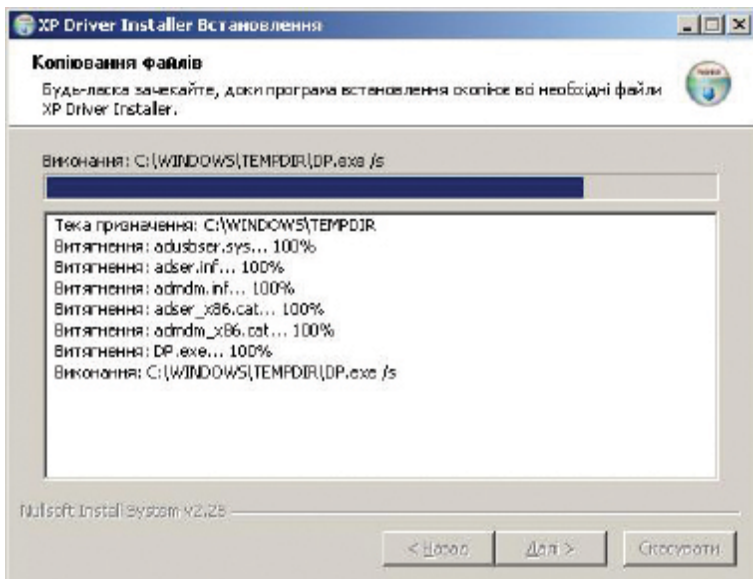 XP Driver Installer Встановлення
Копіювання файлів
Будь-ласка зачекайте, доки програма встановлення скопіює всі необхідні файли
XP Driver Installer.
Виконання: C:\WINDOWS\TEMPDIR\DP.exe /s
Тека призначення: C:\WINDOWS\TEMPDIR
Витягнення: adusbser.sys... 100%
Витягнення: adser.inf... 100%
Витягнення: admdm.inf... 100%
Витягнення: adser_x86.cat... 100%
Витягнення: admdm_x86.cat... 100%
Витягнення: DP.exe... 100%
Виконання: C:\WINDOWS\TEMPDIR\DP.exe /s
Nullsoft Install System v2.28
< Назад Далі > Скасувати